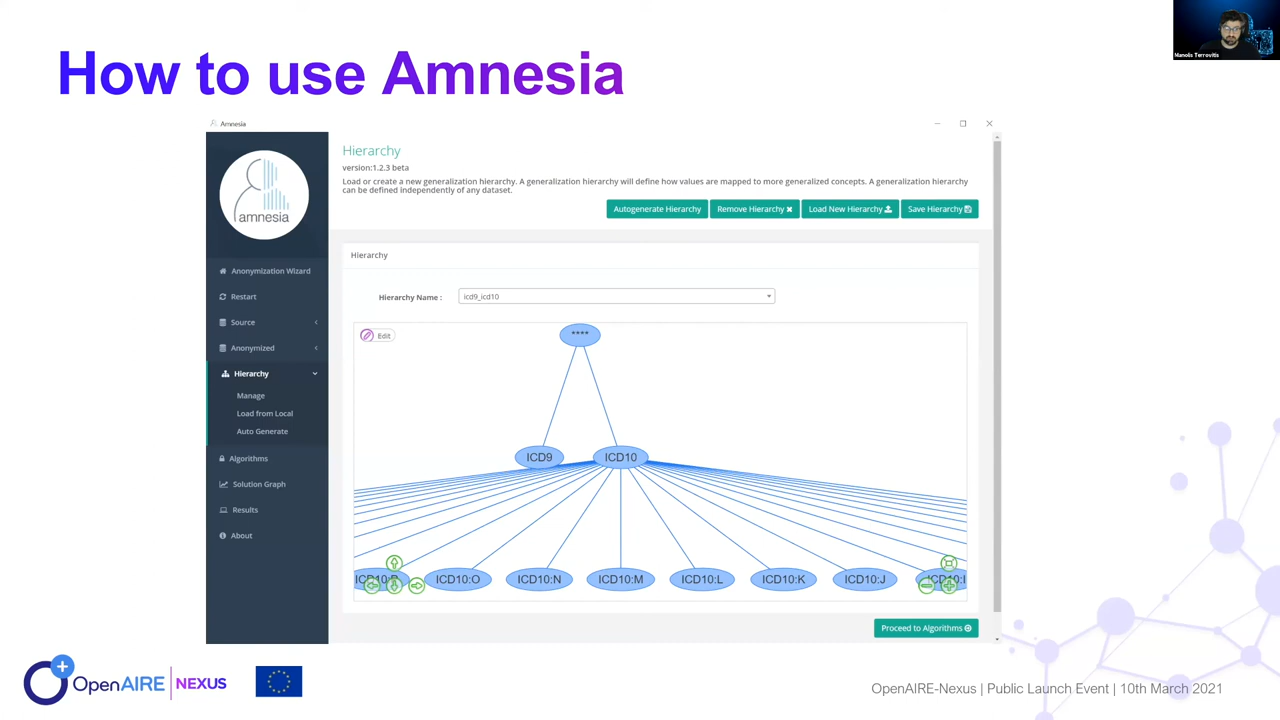 How to use Amnesia
Manolis Terrovitis
Amnesia
amnesia
Anonymization Wizard
Restart
Source
Anonymized
Hierarchy
Manage
Load from Local
Auto Generate
Algorithms
Solution Graph
Results
About
Hierarchy
version:1.2.3 beta
Load or create a new generalization hierarchy. A generalization hierarchy will define how values are mapped to more generalized concepts. A generalization hierarchy
can be defined independently of any dataset.
Autogenerate Hierarchy Remove Hierarchy Load New Hierarchy Save Hierarchy
Hierarchy
Hierarchy Name : icd9_icd10
Edit
****
ICD9 ICD10
ICD10:O ICD10:N ICD10:M ICD10:L ICD10:K ICD10:J ICD10:I
Proceed to Algorithms
OpenAIRE NEXUS
OpenAIRE-Nexus | Public Launch Event | 10th March 2021